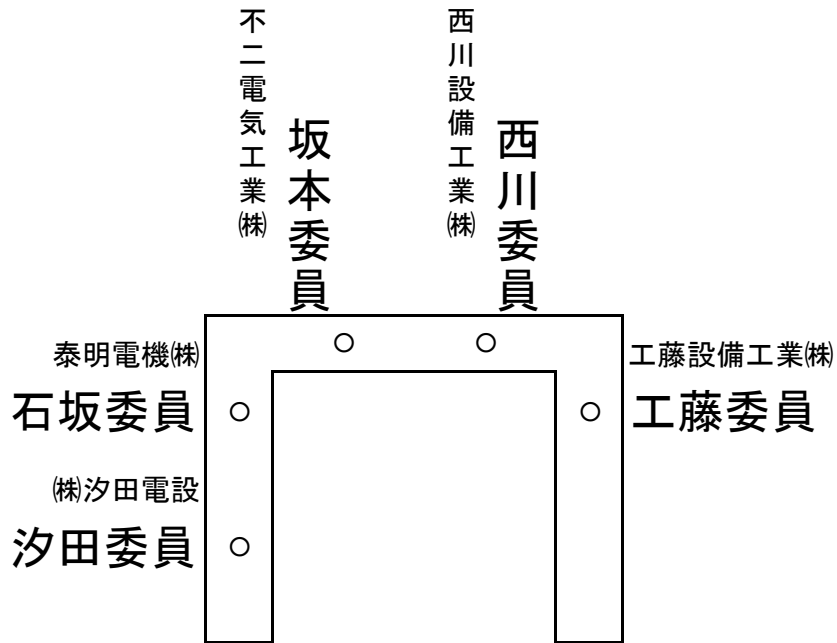 不二電気工業㈱
坂本委員
西川設備工業㈱
西川委員
泰明電機㈱
石坂委員
㈱汐田電設
汐田委員
工藤設備工業㈱
工藤委員